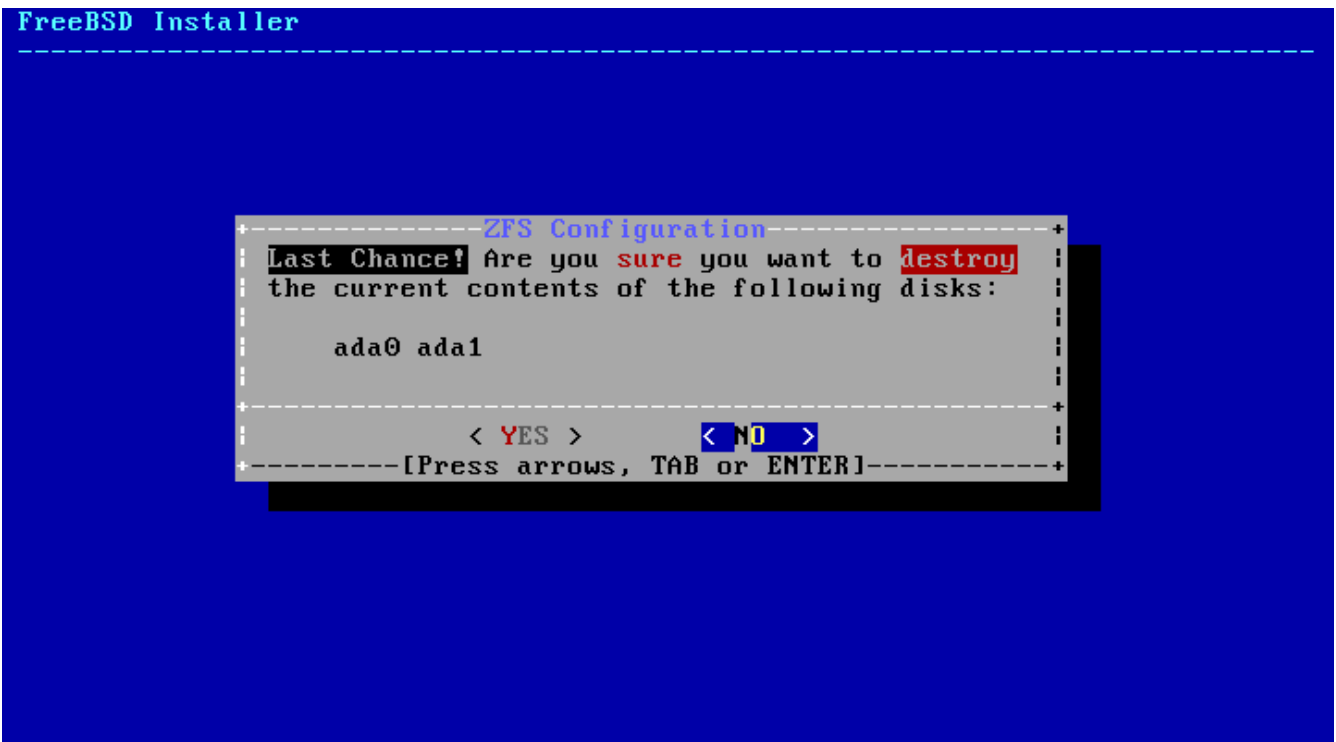 FreeBSD Installer
ZFS Configuration
Last Chance! Are you sure you want to destroy
the current contents of the following disks:
ada0 ada1
< YES > < NO >
[Press arrows, TAB or ENTER]